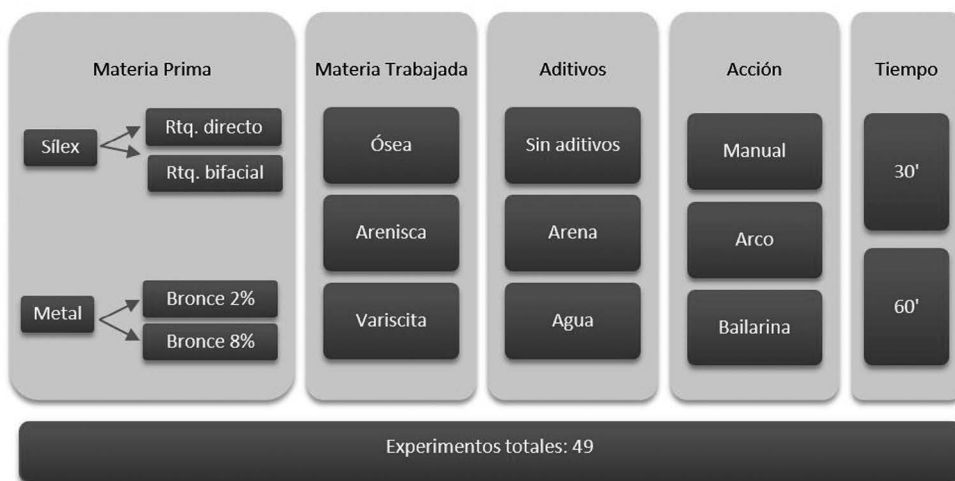 Materia Prima
Sílex
Rtq. directo
Rtq. bifacial
Metal
Bronce 2%
Bronce 8%
Materia Trabajada
Ósea
Arenisca
Variscita
Aditivos
Sin aditivos
Arena
Agua
Acción
Manual
Arco
Bailarina
Tiempo
30'
60'
Experimentos totales: 49